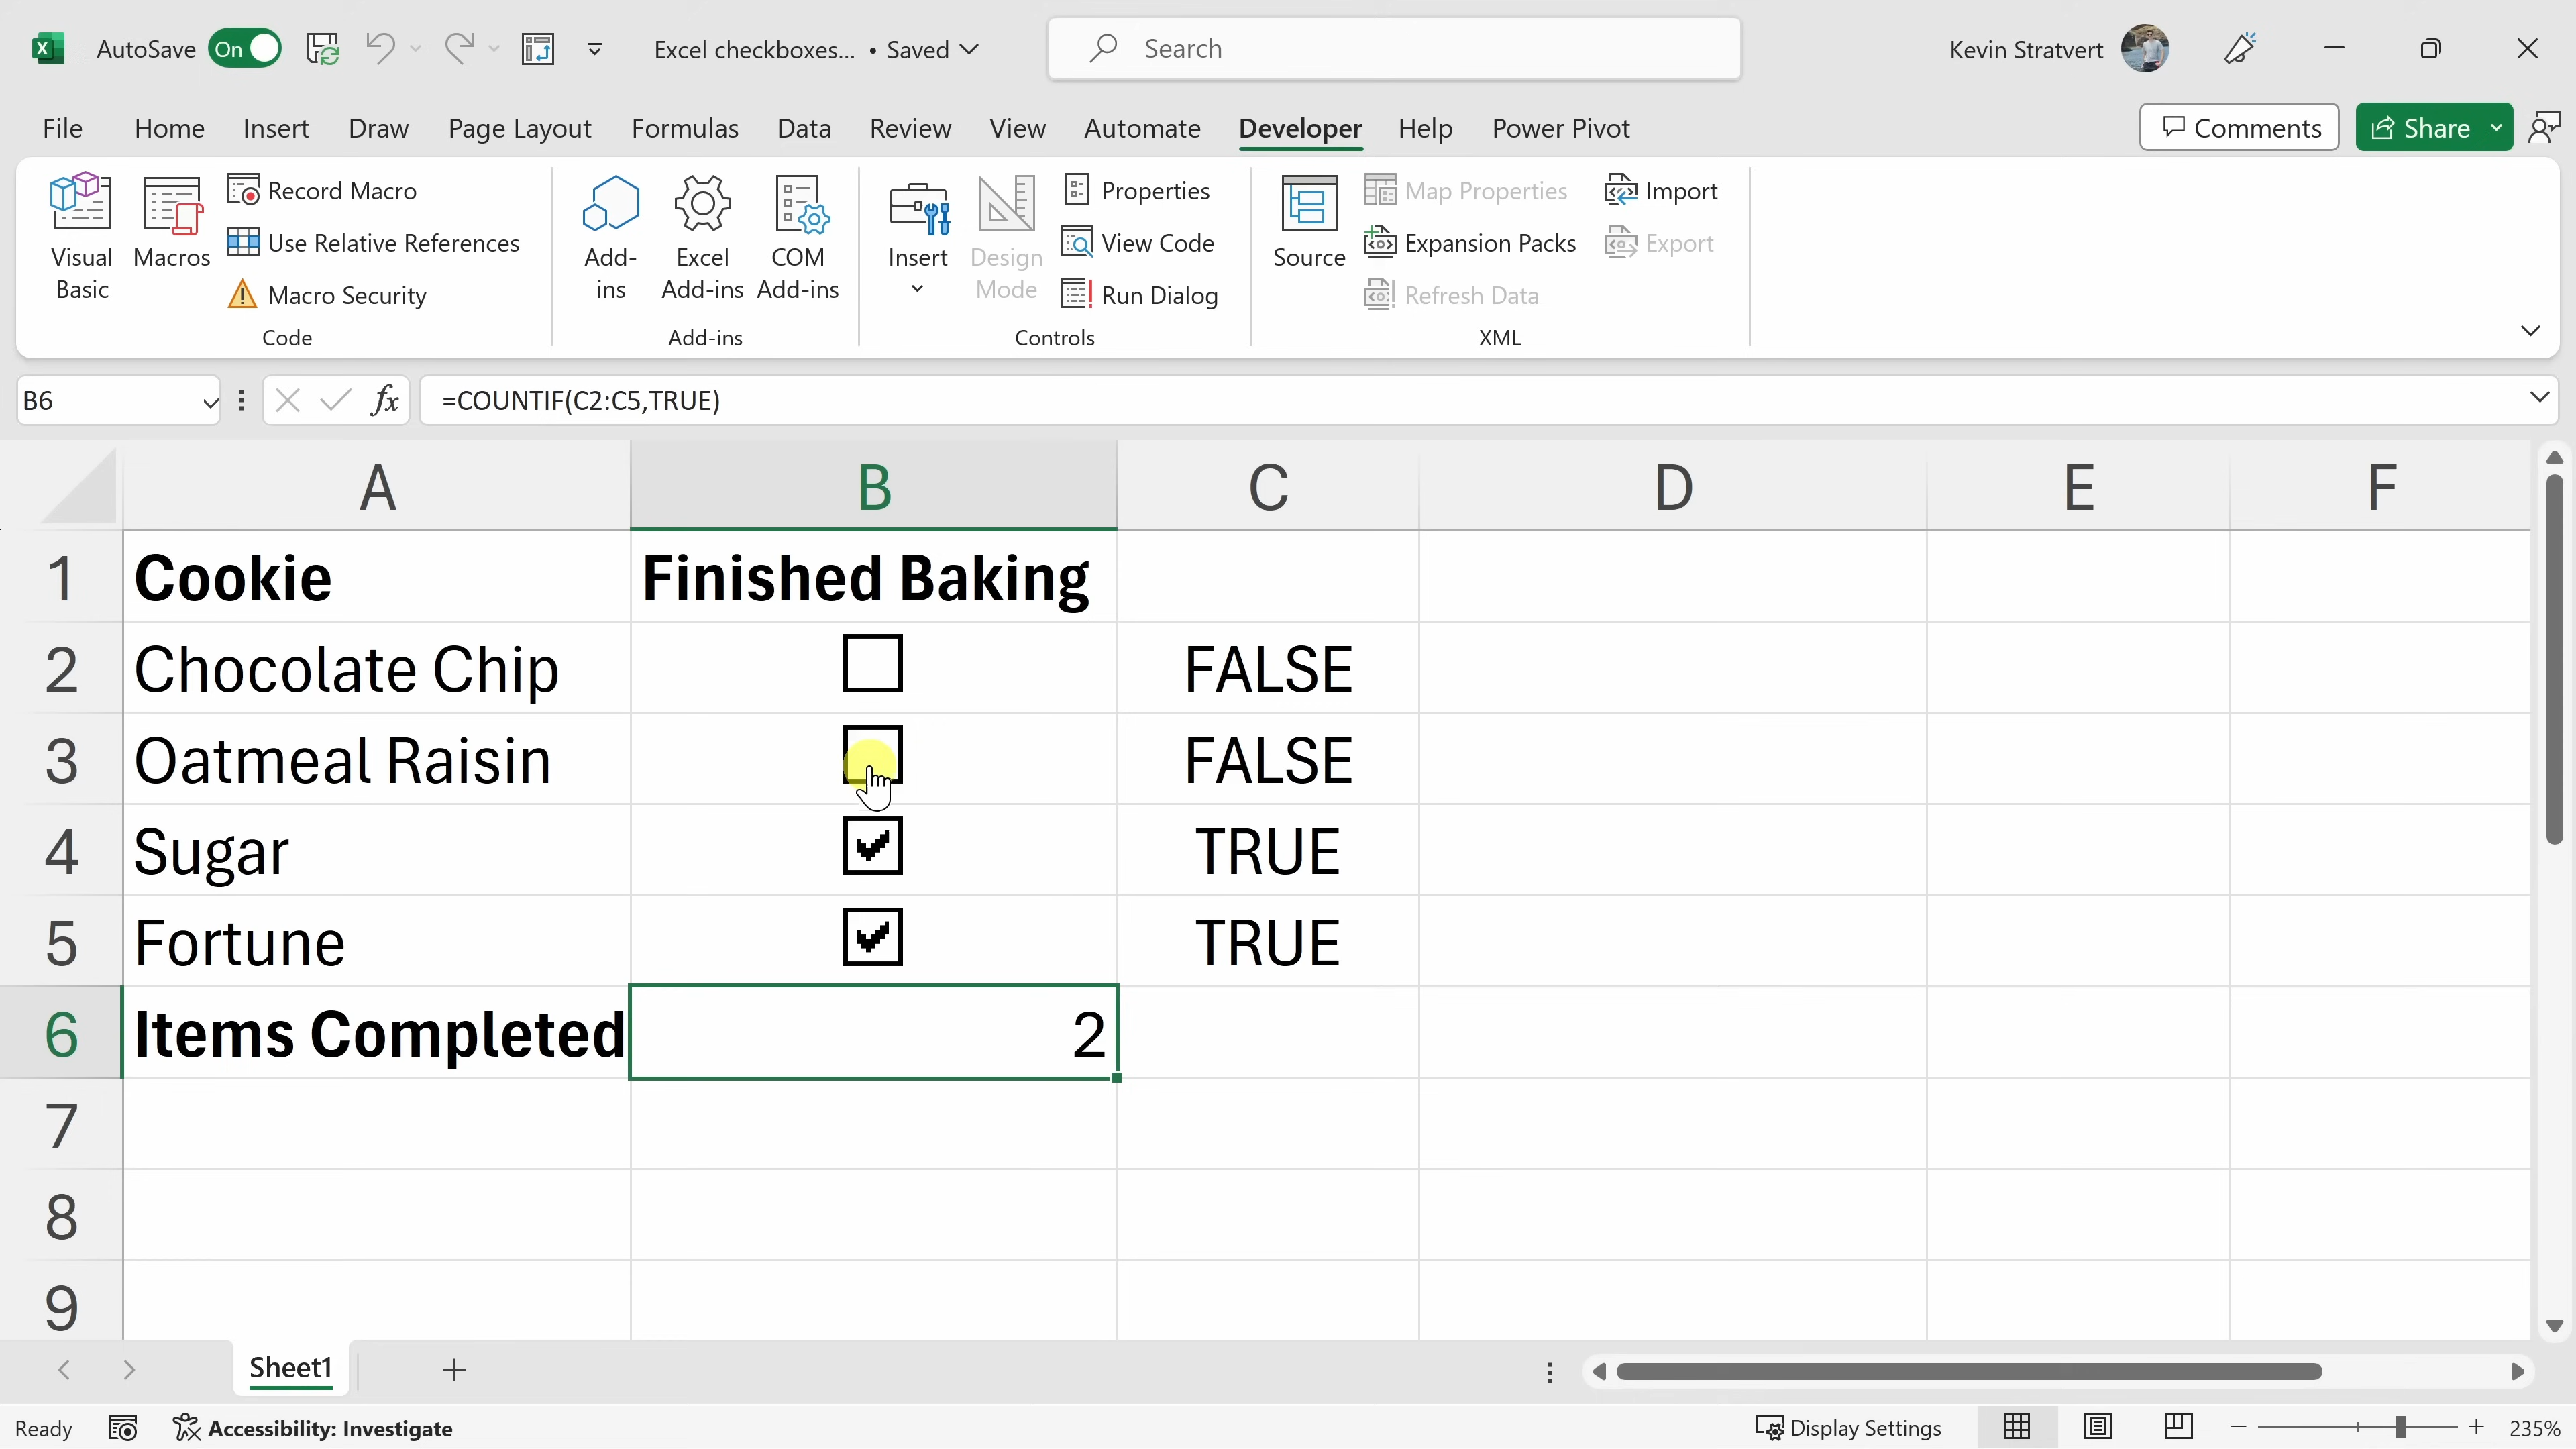 AutoSave On Excel checkboxes... • Saved Search Kevin Stratvert
File Home Insert Draw Page Layout Formulas Data Review View Automate Developer Help Power Pivot Comments Share
Visual Basic
Macros
Record Macro
Use Relative References
Macro Security
Code
Add-ins
Excel Add-ins
COM Add-ins
Add-ins
Insert
Design Mode
Properties
View Code
Run Dialog
Controls
Source
Map Properties
Expansion Packs
Refresh Data
Import
Export
XML
B6 fx =COUNTIF(C2:C5,TRUE)
A B C D E F
1 Cookie Finished Baking
2 Chocolate Chip FALSE
3 Oatmeal Raisin FALSE
4 Sugar TRUE
5 Fortune TRUE
6 Items Completed 2
7
8
9
Sheet1
Ready Accessibility: Investigate Display Settings 235%